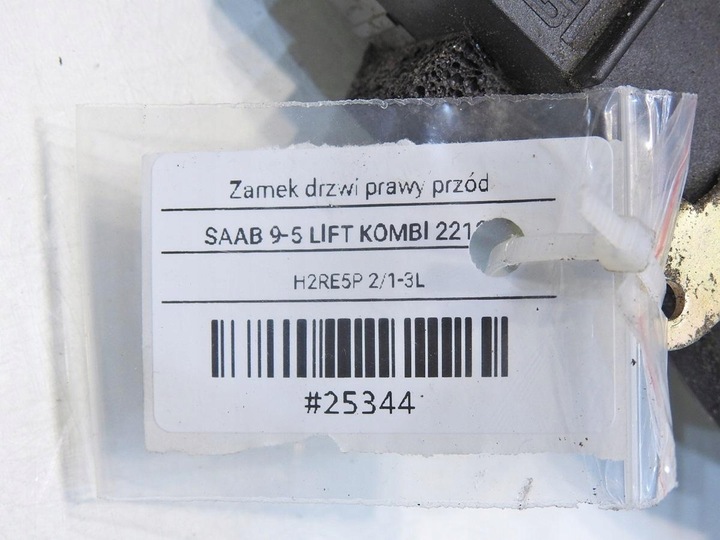 Zamek drzwi prawy przód
SAAB 9-5 LIFT KOMBI
H2RE5P 2/1-3L
#25344